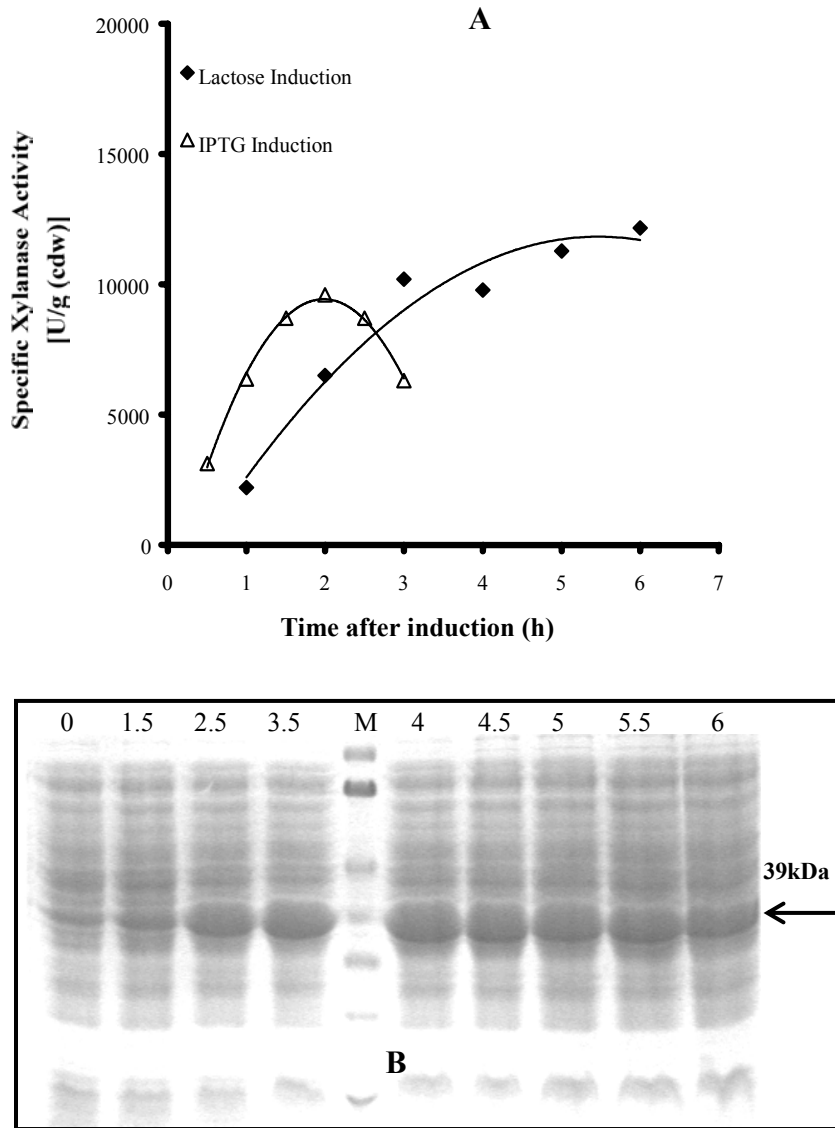 A
20000
15000
10000
5000
0
Specific Xylanase Activity
[U/g (cdw)]
Lactose Induction
IPTG Induction
0 1 2 3 4 5 6 7
Time after induction (h)
0 1.5 2.5 3.5 M 4 4.5 5 5.5 6
39kDa
B